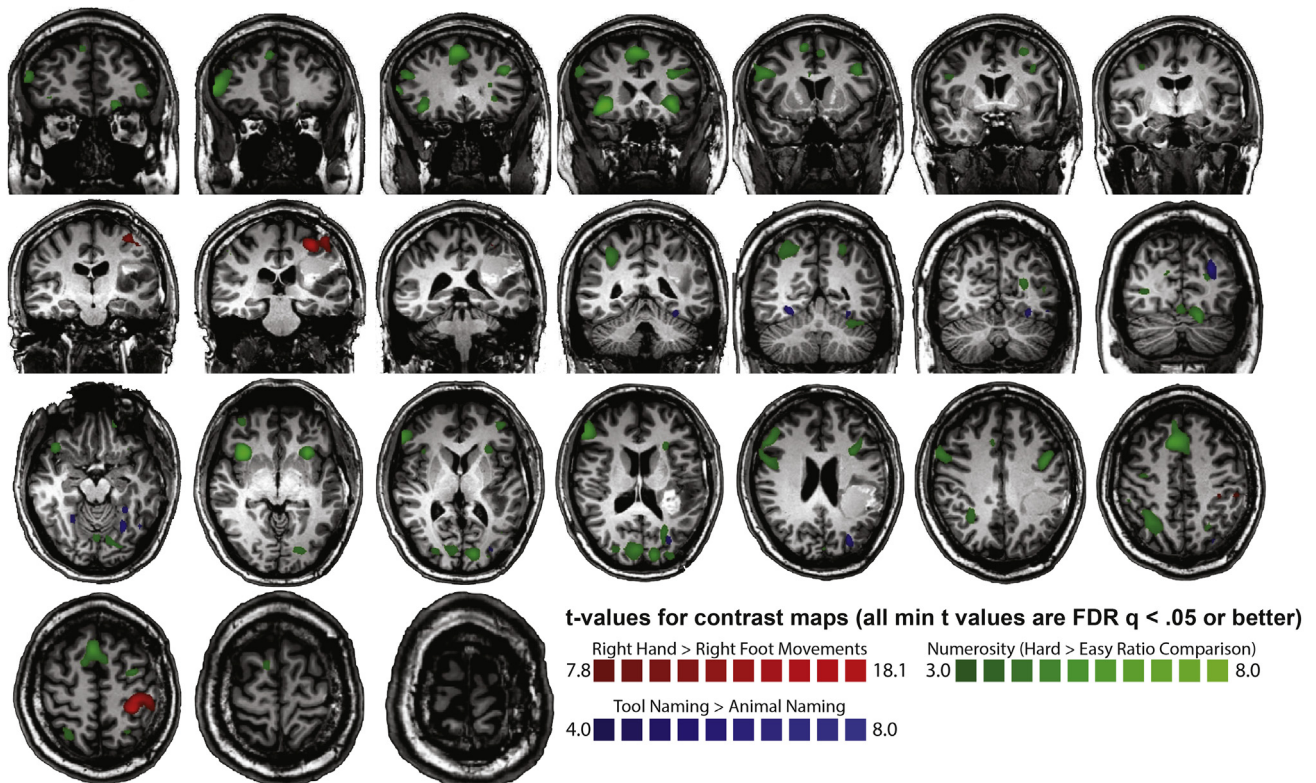 t-values for contrast maps (all min t values are FDR q < .05 or better)
Right Hand > Right Foot Movements
7.8 18.1
Numerosity (Hard > Easy Ratio Comparison)
3.0 8.0
Tool Naming > Animal Naming
4.0 8.0